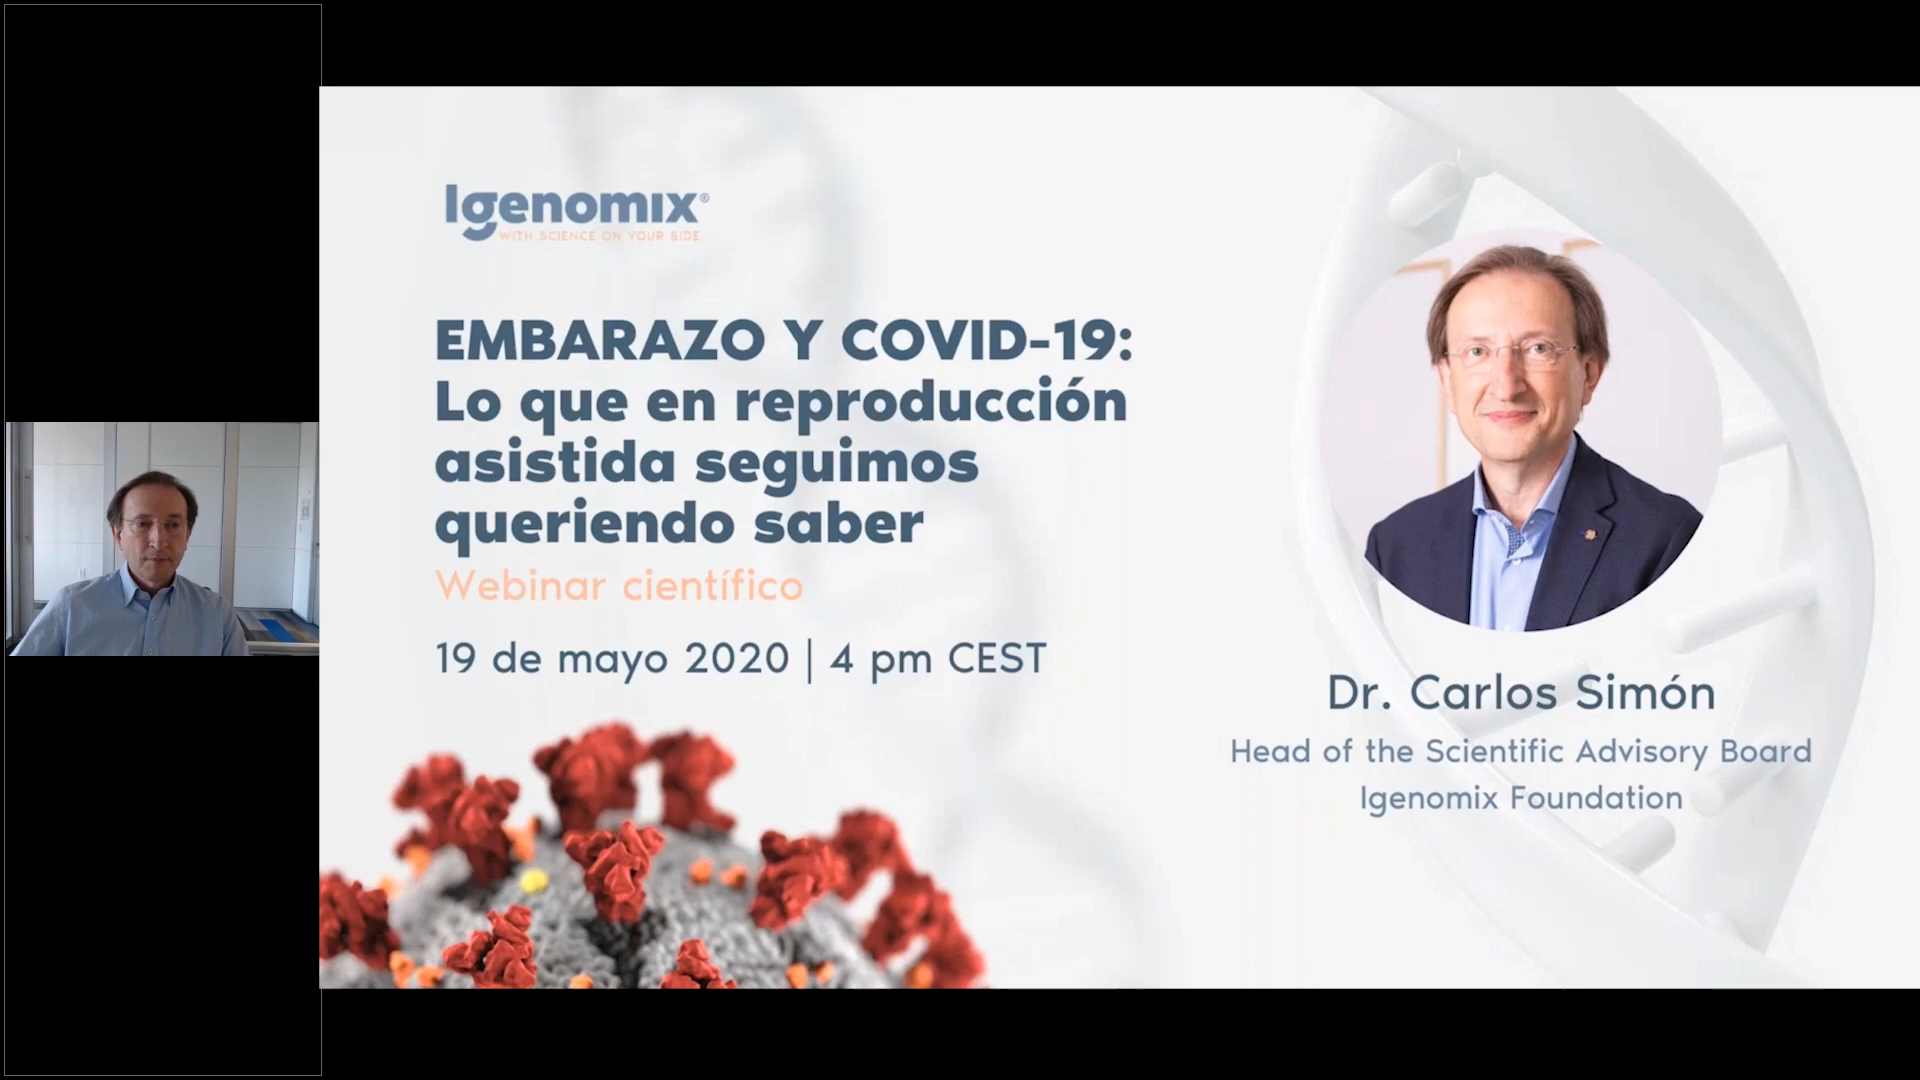 Igenomix®
WITH SCIENCE ON YOUR SIDE
EMBARAZO Y COVID-19:
Lo que en reproducción
asistida seguimos
queriendo saber
Webinar científico
19 de mayo 2020 | 4 pm CEST
Dr. Carlos Simón
Head of the Scientific Advisory Board
Igenomix Foundation